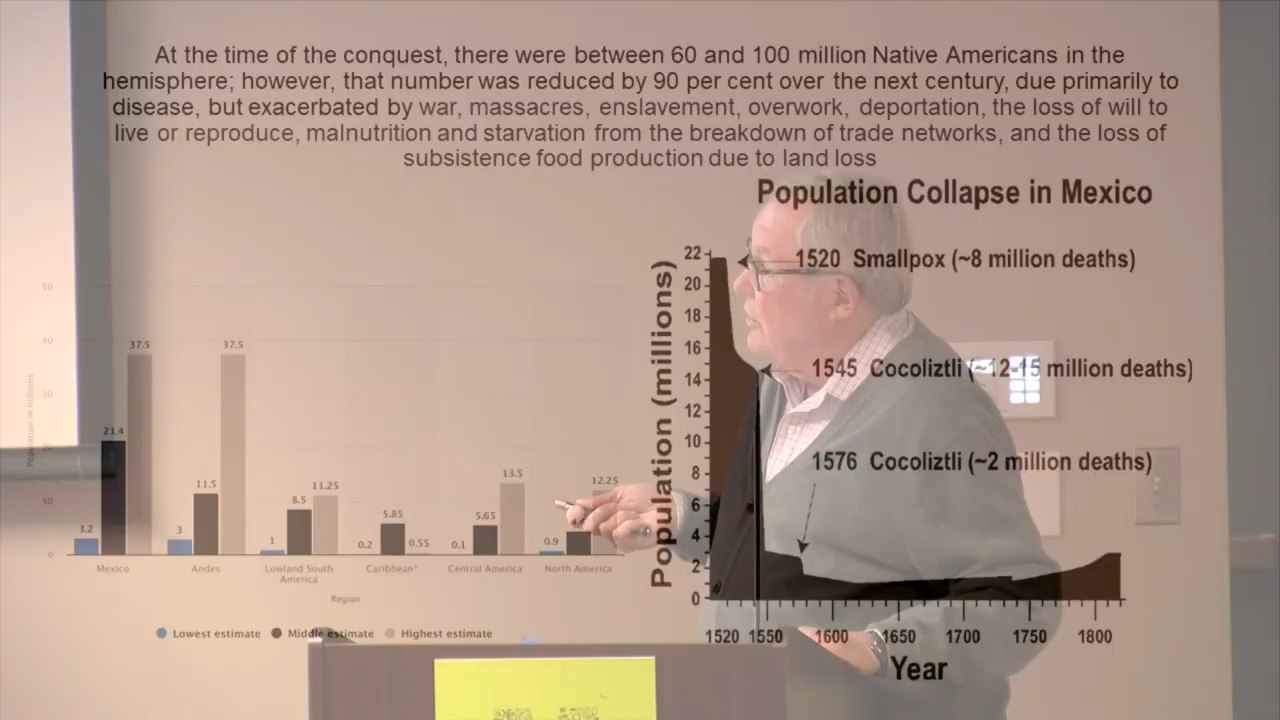 At the time of the conquest, there were between 60 and 100 million Native Americans in the
hemisphere; however, that number was reduced by 90 per cent over the next century, due primarily to
disease, but exacerbated by war, massacres, enslavement, overwork, deportation, the loss of will to
live or reproduce, malnutrition and starvation from the breakdown of trade networks, and the loss of
subsistence food production due to land loss
Population in millions
50
40
30
10
0
3.2
21.4
37.5
3
11.5
37.5
1
8.5
11.25
0.2
5.85
0.55
0.1
5.65
13.5
0.9
12.25
Mexico
Andes
Lowland South
America
Caribbean*
Central America
North America
Region
Lowest estimate
Middle estimate
Highest estimate
Population Collapse in Mexico
Population (millions)
22
20
18
16
14
12
10
8
6
4
2
0
1520 Smallpox (~8 million deaths)
1545 Cocoliztli (~12-15 million deaths)
1576 Cocoliztli (~2 million deaths)
1520
1550
1600
1650
1700
1750
1800
Year